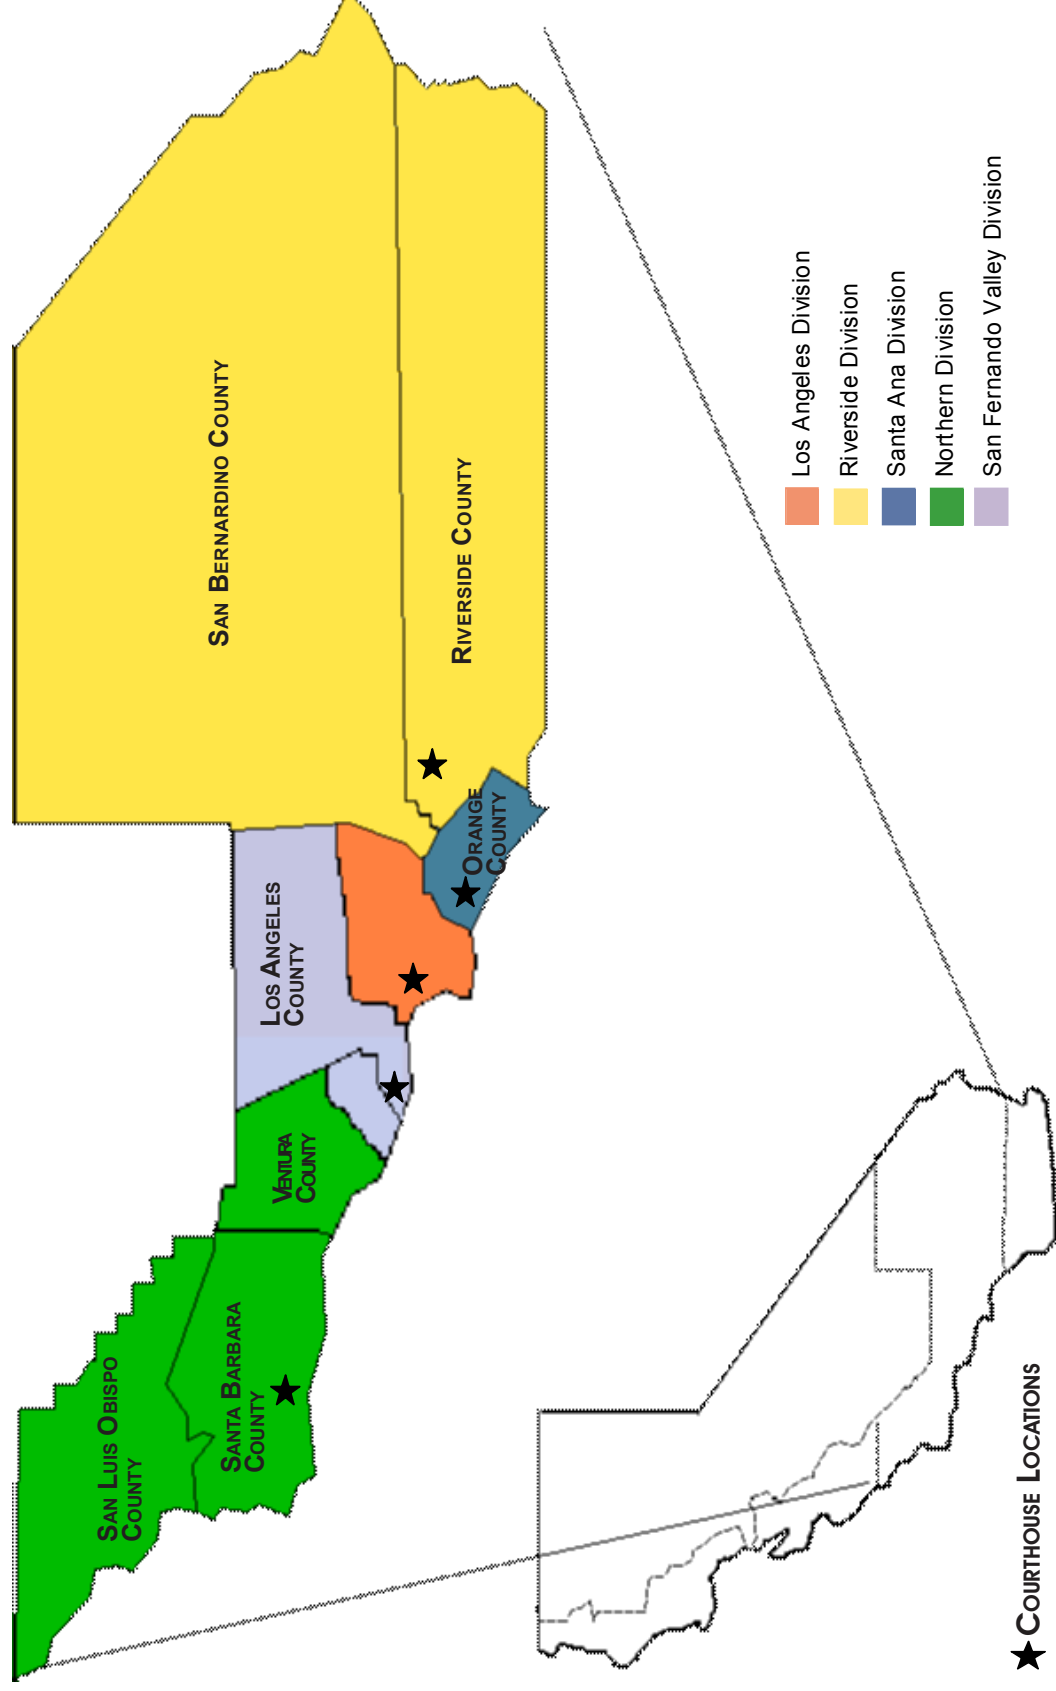 SAN LUIS OBISPO
COUNTY
SANTA BARBARA
COUNTY
VENTURA
COUNTY
LOS ANGELES
COUNTY
SAN BERNARDINO COUNTY
RIVERSIDE COUNTY
ORANGE
COUNTY
Los Angeles Division
Riverside Division
Santa Ana Division
Northern Division
San Fernando Valley Division
COURTHOUSE LOCATIONS